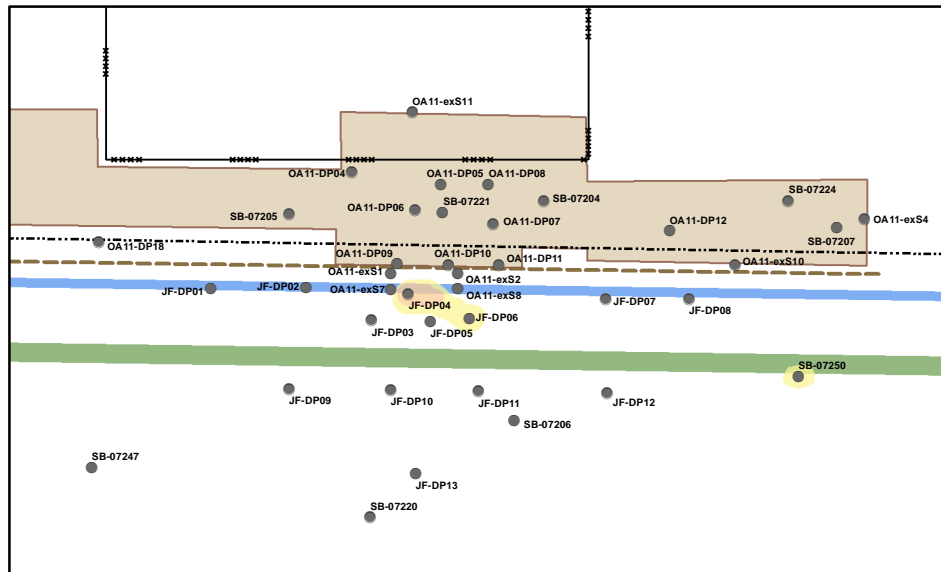 OA11-exS11
OA11-DP04
OA11-DP05
OA11-DP08
SB-07224
SB-07204
OA11-DP06
SB-07221
SB-07205
OA11-exS4
OA11-DP07
OA11-DP12
SB-07207
OA11-DP18
OA11-DP09
OA11-DP10
OA11-DP11
OA11-exS10
OA11-exS1
OA11-exS2
JF-DP01
JF-DP02
OA11-exS7
OA11-exS8
JF-DP04
JF-DP07
JF-DP08
JF-DP06
JF-DP03
JF-DP05
SB-07250
JF-DP09
JF-DP10
JF-DP11
JF-DP12
SB-07206
SB-07247
JF-DP13
SB-07220